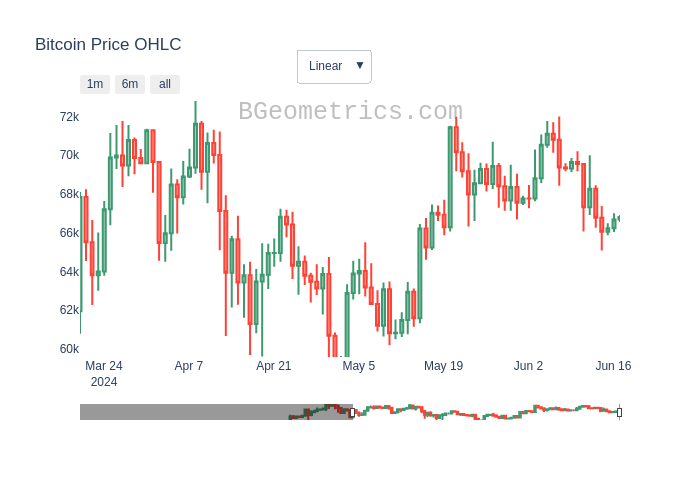 Bitcoin Price OHLC
Linear ▼
1m 6m all
BGeometrics.com
72k
70k
68k
66k
64k
62k
60k
Mar 24 Apr 7 Apr 21 May 5 May 19 Jun 2 Jun 16
2024